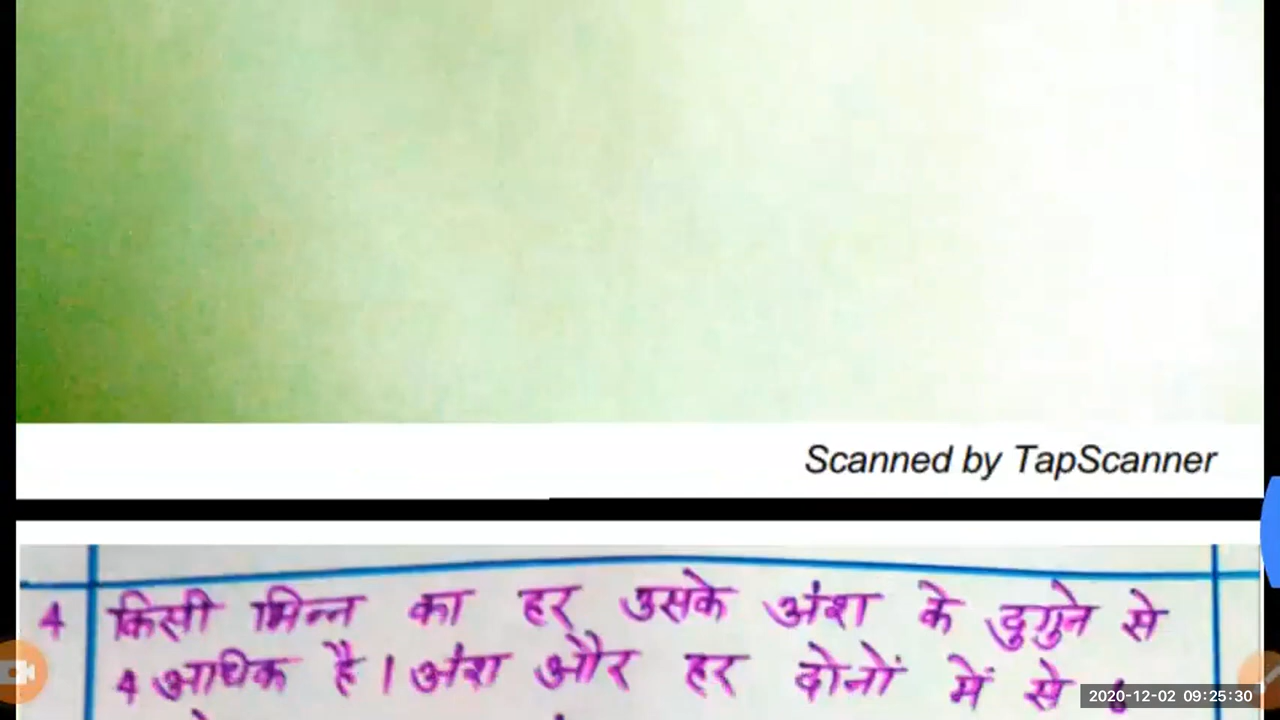 Scanned by TapScanner
4 किसी भिन्न का हर उसके अंश के दुगुने से
4 अधिक है। अंश और हर दोनों में से
2020-12-02 09:25:30